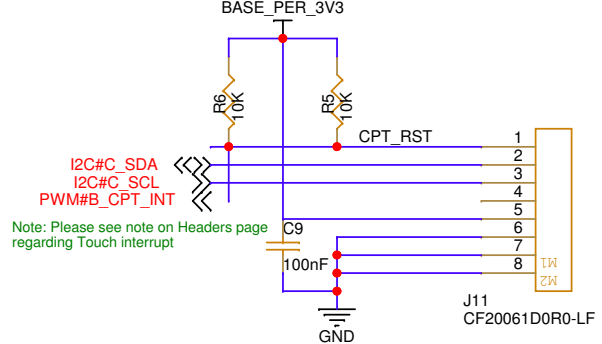 BASE_PER_3V3
R6
10K
R5
10K
CPT_RST
1
I2C#C_SDA
2
I2C#C_SCL
3
PWM#B_CPT_INT
4
Note: Please see note on Headers page
regarding Touch interrupt
5
C9
6
7
100nF
8
M1
M2
J11
CF20061D0R0-LF
GND